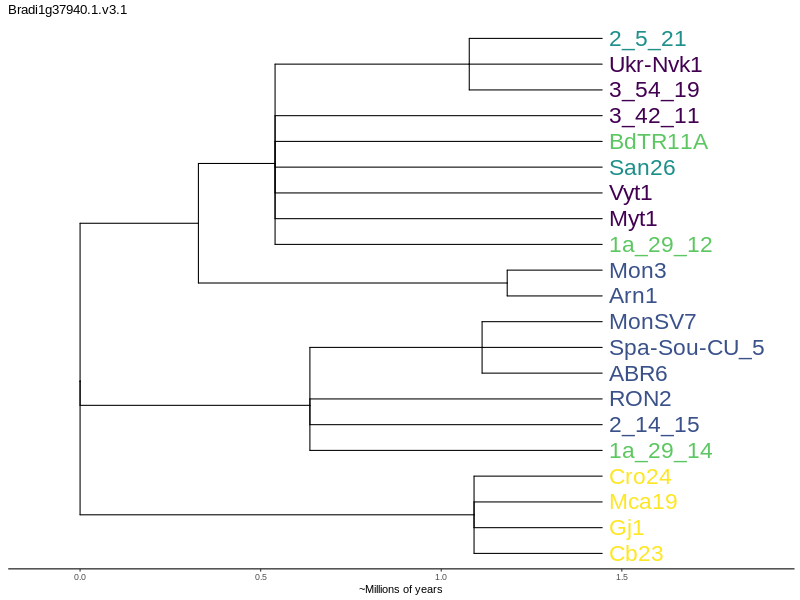 Bradi1g37940.1.v3.1
2_5_21
Ukr-Nvk1
3_54_19
3_42_11
BdTR11A
San26
Vyt1
Myt1
1a_29_12
Mon3
Arn1
MonSV7
Spa-Sou-CU_5
ABR6
RON2
2_14_15
1a_29_14
Cro24
Mca19
Gj1
Cb23
0.0 0.5 1.0 1.5
~Millions of years